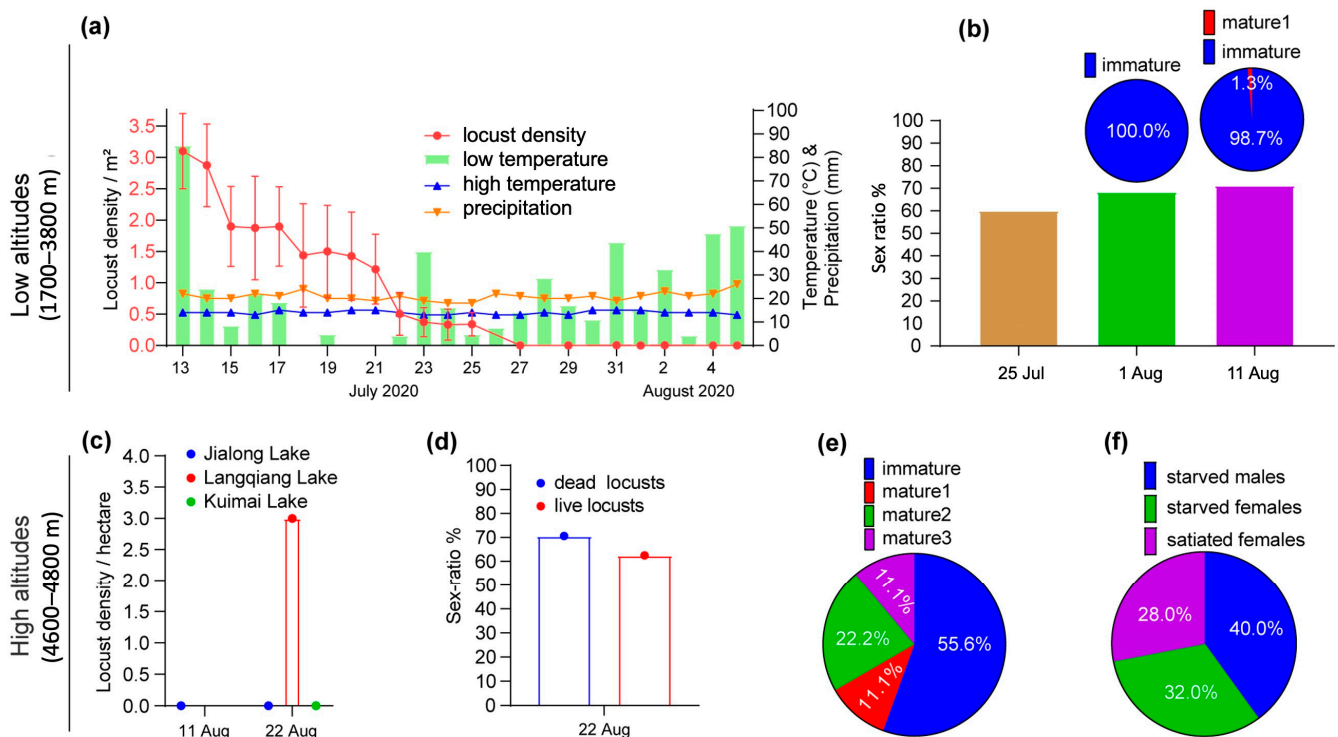 Low altitudes
(1700–3800 m)
(a)
Locust density / m²
3.5
3.0
2.5
2.0
1.5
1.0
0.5
0.0
locust density
low temperature
high temperature
precipitation
100
90
80
70
60
50
40
30
20
10
0
Temperature (°C) &
Precipitation (mm)
13 15 17 19 21 23 25 27 29 31 2 4
July 2020 August 2020
(b)
mature1
immature
immature
100.0%
1.3%
98.7%
Sex ratio %
100
90
80
70
60
50
40
30
20
10
0
25 Jul 1 Aug 11 Aug
High altitudes
(4600–4800 m)
(c)
Locust density / hectare
4.0
3.5
3.0
2.5
2.0
1.5
1.0
0.5
0.0
Jialong Lake
Langqiang Lake
Kuimai Lake
11 Aug 22 Aug
(d)
Sex-ratio %
100
90
80
70
60
50
40
30
20
10
0
dead locusts
live locusts
22 Aug
(e)
immature
mature1
mature2
mature3
11.1%
22.2%
55.6%
11.1%
(f)
starved males
starved females
satiated females
28.0%
40.0%
32.0%